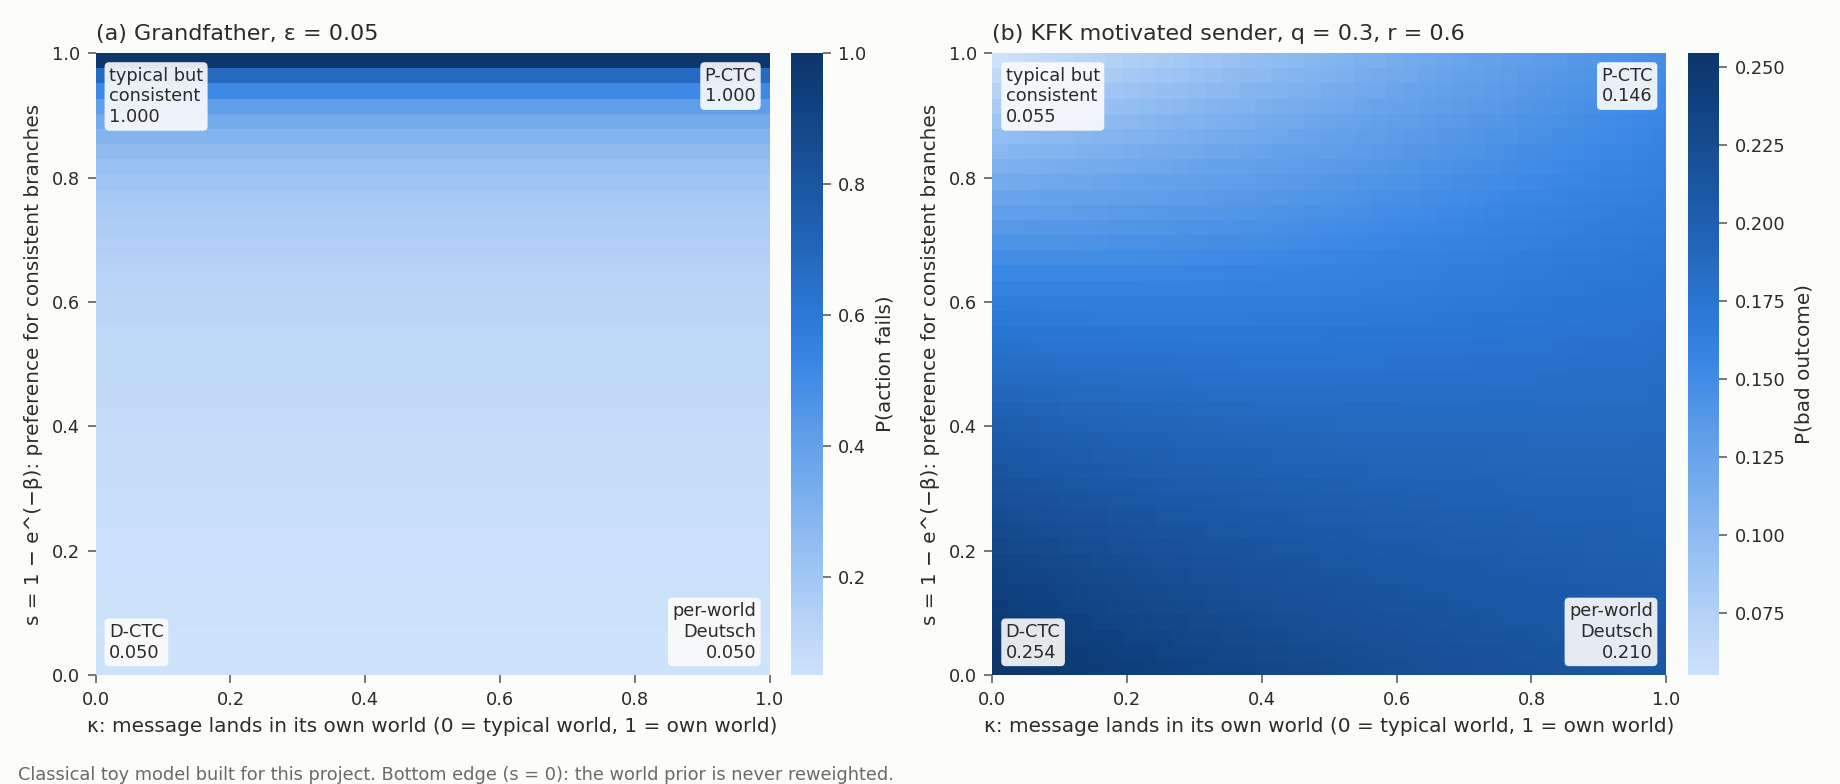 (a) Grandfather, ε = 0.05
1.0
0.8
0.6
0.4
0.2
0.0
s = 1 − e^(−β): preference for consistent branches
typical but
consistent
1.000
P-CTC
1.000
D-CTC
0.050
per-world
Deutsch
0.050
0.0
0.2
0.4
0.6
0.8
1.0
κ: message lands in its own world (0 = typical world, 1 = own world)
1.0
0.8
0.6
0.4
0.2
P(action fails)
(b) KFK motivated sender, q = 0.3, r = 0.6
1.0
0.8
0.6
0.4
0.2
0.0
s = 1 − e^(−β): preference for consistent branches
typical but
consistent
0.055
P-CTC
0.146
D-CTC
0.254
per-world
Deutsch
0.210
0.0
0.2
0.4
0.6
0.8
1.0
κ: message lands in its own world (0 = typical world, 1 = own world)
0.250
0.225
0.200
0.175
0.150
0.125
0.100
0.075
P(bad outcome)
Classical toy model built for this project. Bottom edge (s = 0): the world prior is never reweighted.